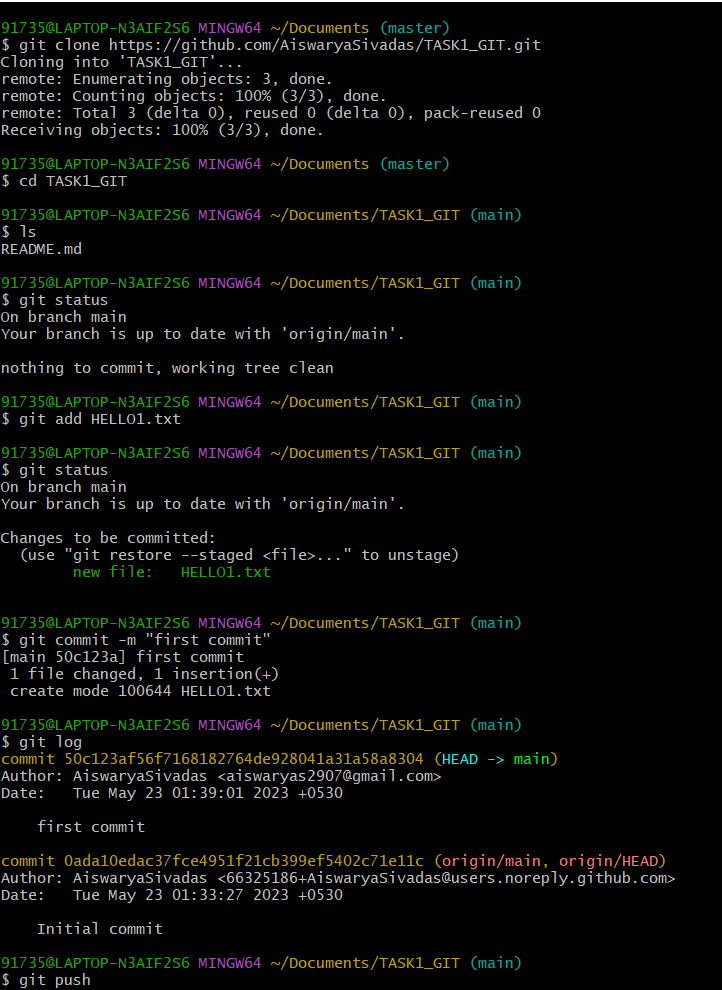 91735@LAPTOP-N3AIF2S6 MINGW64 ~/Documents (master)
$ git clone https://github.com/AiswaryaSivadas/TASK1_GIT.git
Cloning into 'TASK1_GIT'...
remote: Enumerating objects: 3, done.
remote: Counting objects: 100% (3/3), done.
remote: Total 3 (delta 0), reused 0 (delta 0), pack-reused 0
Receiving objects: 100% (3/3), done.

91735@LAPTOP-N3AIF2S6 MINGW64 ~/Documents (master)
$ cd TASK1_GIT

91735@LAPTOP-N3AIF2S6 MINGW64 ~/Documents/TASK1_GIT (main)
$ ls
README.md

91735@LAPTOP-N3AIF2S6 MINGW64 ~/Documents/TASK1_GIT (main)
$ git status
On branch main
Your branch is up to date with 'origin/main'.

nothing to commit, working tree clean

91735@LAPTOP-N3AIF2S6 MINGW64 ~/Documents/TASK1_GIT (main)
$ git add HELLO1.txt

91735@LAPTOP-N3AIF2S6 MINGW64 ~/Documents/TASK1_GIT (main)
$ git status
On branch main
Your branch is up to date with 'origin/main'.

Changes to be committed:
  (use "git restore --staged <file>..." to unstage)
        new file:   HELLO1.txt


91735@LAPTOP-N3AIF2S6 MINGW64 ~/Documents/TASK1_GIT (main)
$ git commit -m "first commit"
[main 50c123a] first commit
 1 file changed, 1 insertion(+)
 create mode 100644 HELLO1.txt

91735@LAPTOP-N3AIF2S6 MINGW64 ~/Documents/TASK1_GIT (main)
$ git log
commit 50c123af56f7168182764de928041a31a58a8304 (HEAD -> main)
Author: AiswaryaSivadas <aiswaryas2907@gmail.com>
Date:   Tue May 23 01:39:01 2023 +0530

    first commit

commit 0ada10edac37fce4951f21cb399ef5402c71e11c (origin/main, origin/HEAD)
Author: AiswaryaSivadas <66325186+AiswaryaSivadas@users.noreply.github.com>
Date:   Tue May 23 01:33:27 2023 +0530

    Initial commit

91735@LAPTOP-N3AIF2S6 MINGW64 ~/Documents/TASK1_GIT (main)
$ git push